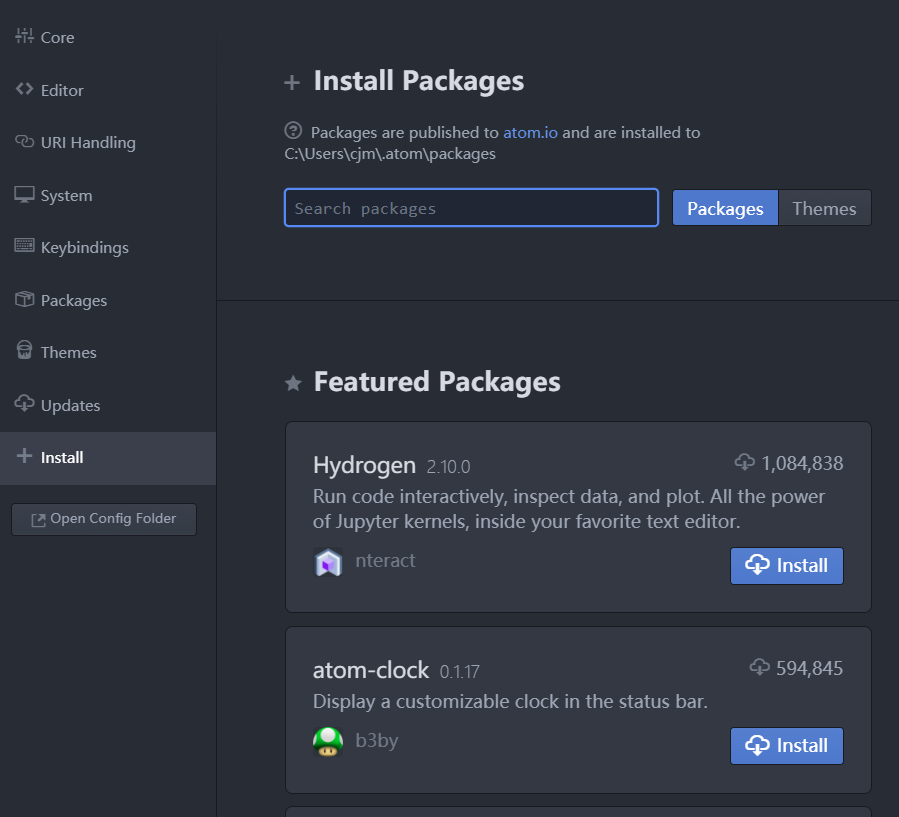 Core
Editor
URI Handling
System
Keybindings
Packages
Themes
Updates
Install
Open Config Folder
Install Packages
Packages are published to atom.io and are installed to
C:\Users\cjm\.atom\packages
Search packages
Packages
Themes
Featured Packages
Hydrogen 2.10.0
1,084,838
Run code interactively, inspect data, and plot. All the power
of Jupyter kernels, inside your favorite text editor.
nteract
Install
atom-clock 0.1.17
594,845
Display a customizable clock in the status bar.
b3by
Install